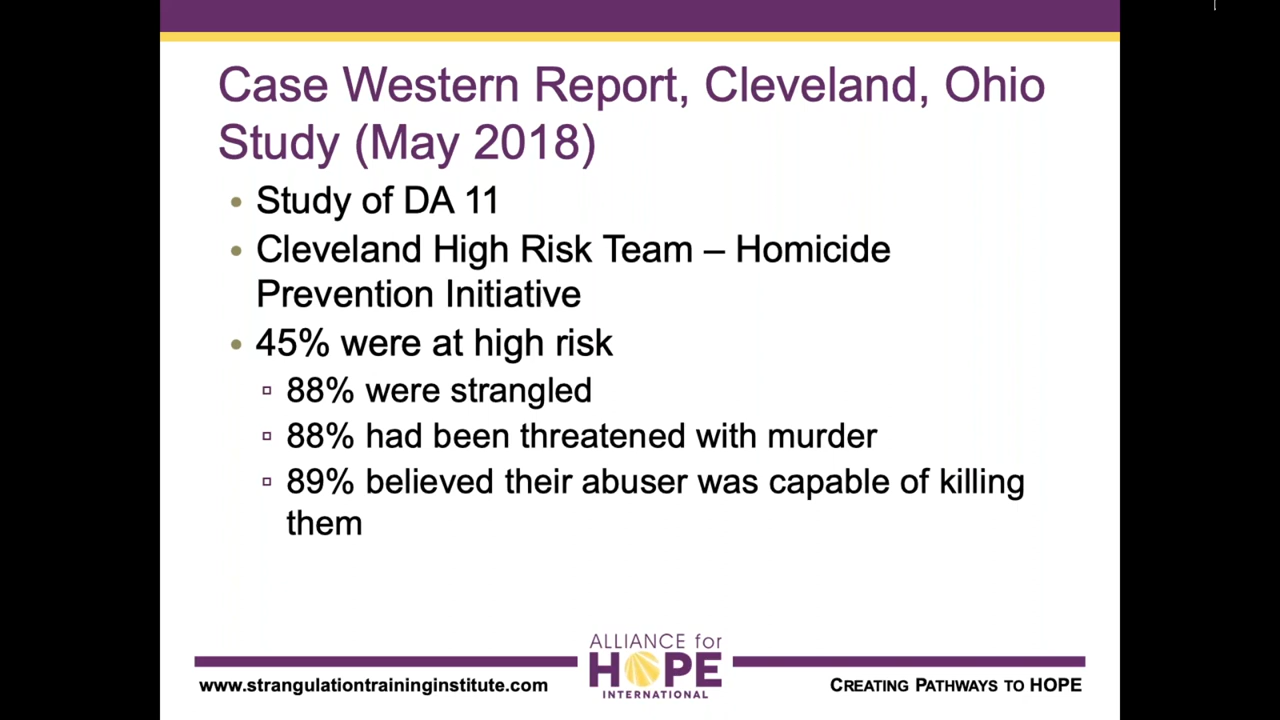 Case Western Report, Cleveland, Ohio
Study (May 2018)
• Study of DA 11
• Cleveland High Risk Team – Homicide
Prevention Initiative
• 45% were at high risk
▫ 88% were strangled
▫ 88% had been threatened with murder
▫ 89% believed their abuser was capable of killing
them
ALLIANCE for
HOPE
INTERNATIONAL
www.strangulationtraininginstitute.com
CREATING PATHWAYS TO HOPE